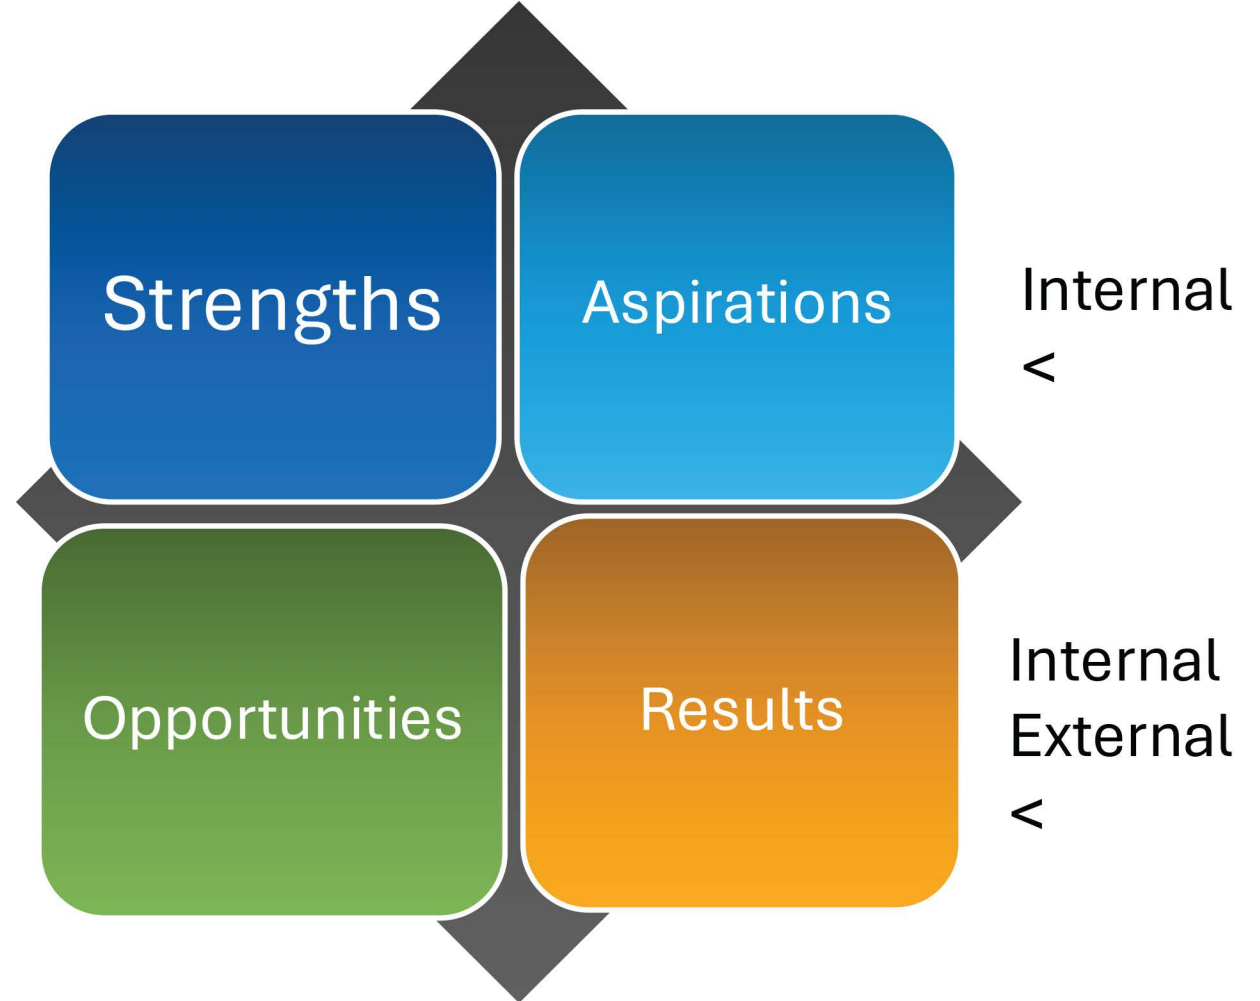 Strengths
Aspirations
Internal
<
Opportunities
Results
Internal
External
<